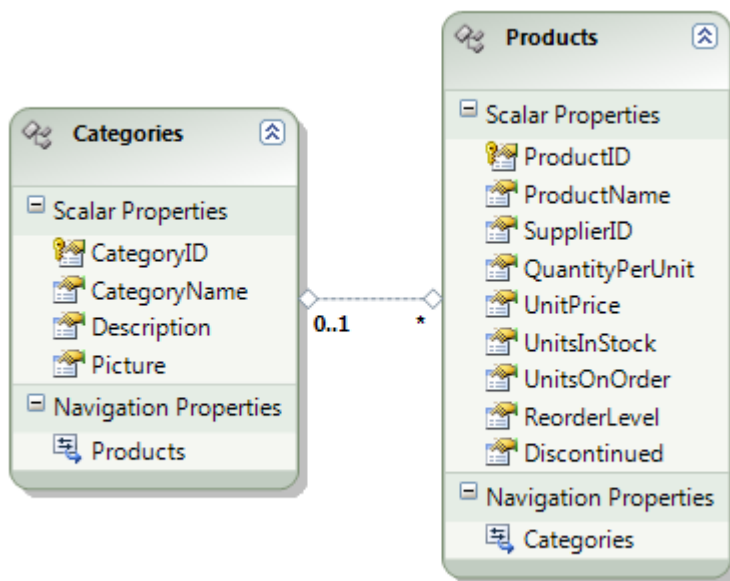 Categories
Scalar Properties
CategoryID
CategoryName
Description
Picture
Navigation Properties
Products
0..1
*
Products
Scalar Properties
ProductID
ProductName
SupplierID
QuantityPerUnit
UnitPrice
UnitsInStock
UnitsOnOrder
ReorderLevel
Discontinued
Navigation Properties
Categories